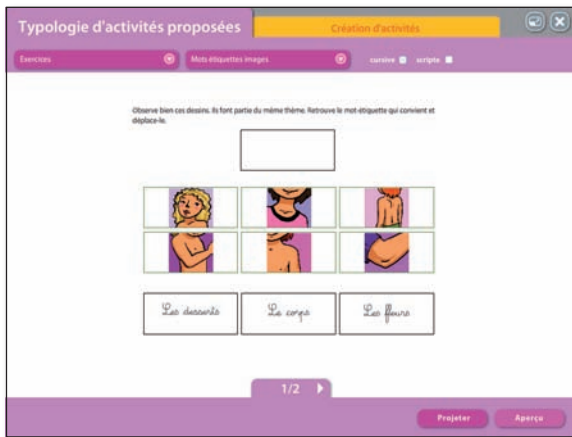 Typologie d'activités proposées
Création d'activités
Exercices
Mots étiquettes images
cursive
scripte
Observe bien ces dessins. Ils font partie du même thème. Retrouve le mot-étiquette qui convient et
déplace-le.
Les desserts
Le corps
Les fleurs
1/2
Projeter
Aperçu